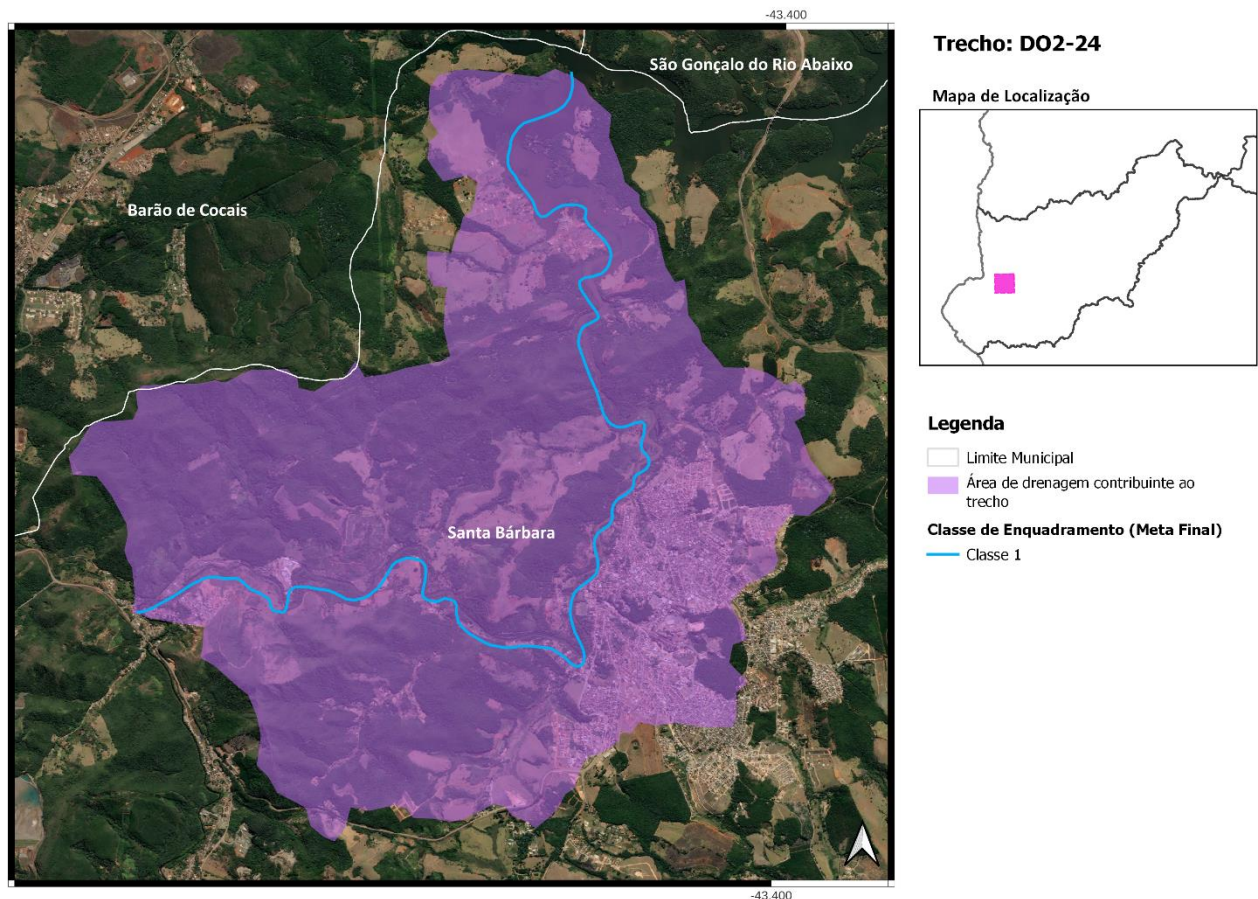 -43.400
Trecho: DO2-24
São Gonçalo do Rio Abaixo
Mapa de Localização
Barão de Cocais
Santa Bárbara
Legenda
Limite Municipal
Área de drenagem contribuinte ao
trecho
Classe de Enquadramento (Meta Final)
Classe 1
-43.400